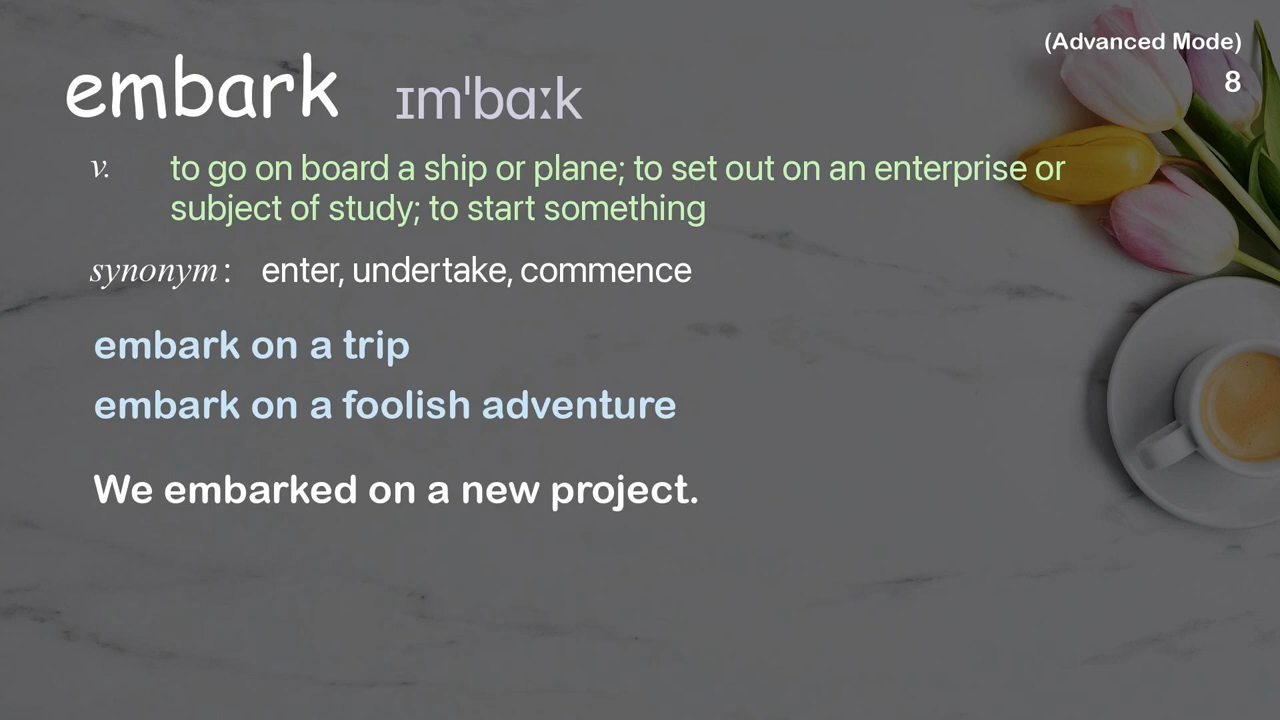 (Advanced Mode)
8
embark ɪmˈbɑːk
v. to go on board a ship or plane; to set out on an enterprise or
subject of study; to start something
synonym: enter, undertake, commence
embark on a trip
embark on a foolish adventure
We embarked on a new project.